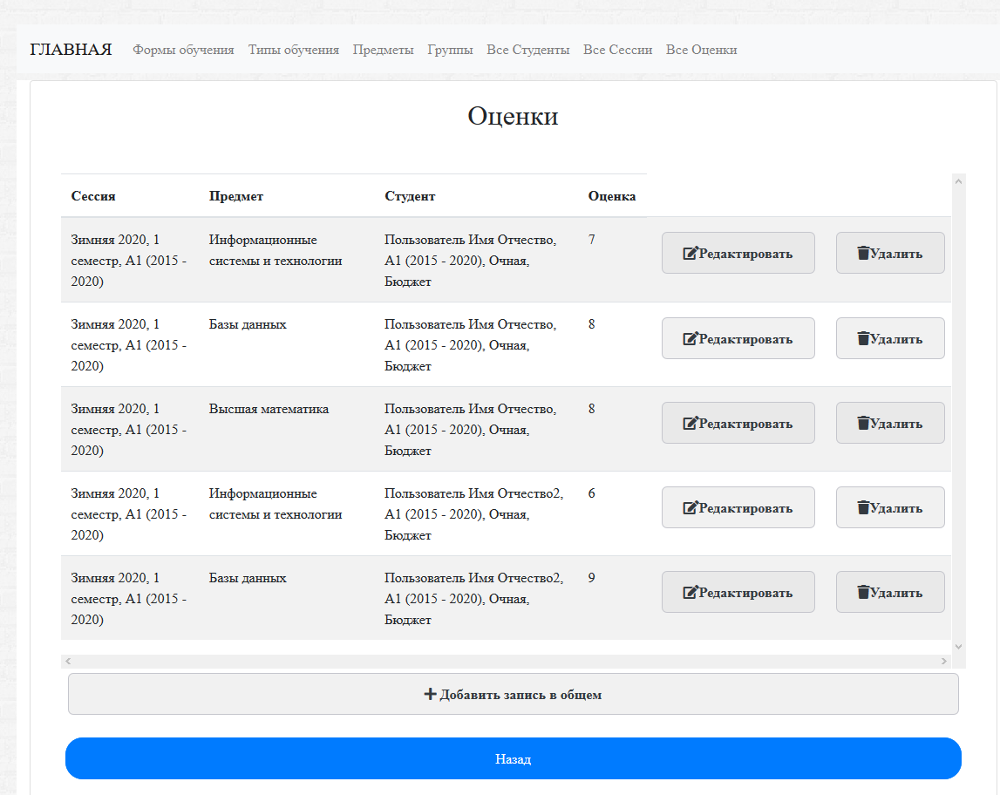 ГЛАВНАЯ Формы обучения Типы обучения Предметы Группы Все Студенты Все Сессии Все Оценки
Оценки
Сессия Предмет Студент Оценка
Зимняя 2020, 1 Информационные Пользователь Имя Отчество, 7
семестр, А1 (2015 - системы и технологии А1 (2015 - 2020), Очная, Редактировать Удалить
2020) Бюджет
Зимняя 2020, 1 Базы данных Пользователь Имя Отчество, 8
семестр, А1 (2015 - А1 (2015 - 2020), Очная, Редактировать Удалить
2020) Бюджет
Зимняя 2020, 1 Высшая математика Пользователь Имя Отчество, 8
семестр, А1 (2015 - А1 (2015 - 2020), Очная, Редактировать Удалить
2020) Бюджет
Зимняя 2020, 1 Информационные Пользователь Имя Отчество2, 6
семестр, А1 (2015 - системы и технологии А1 (2015 - 2020), Очная, Редактировать Удалить
2020) Бюджет
Зимняя 2020, 1 Базы данных Пользователь Имя Отчество2, 9
семестр, А1 (2015 - А1 (2015 - 2020), Очная, Редактировать Удалить
2020) Бюджет
Добавить запись в общем
Назад